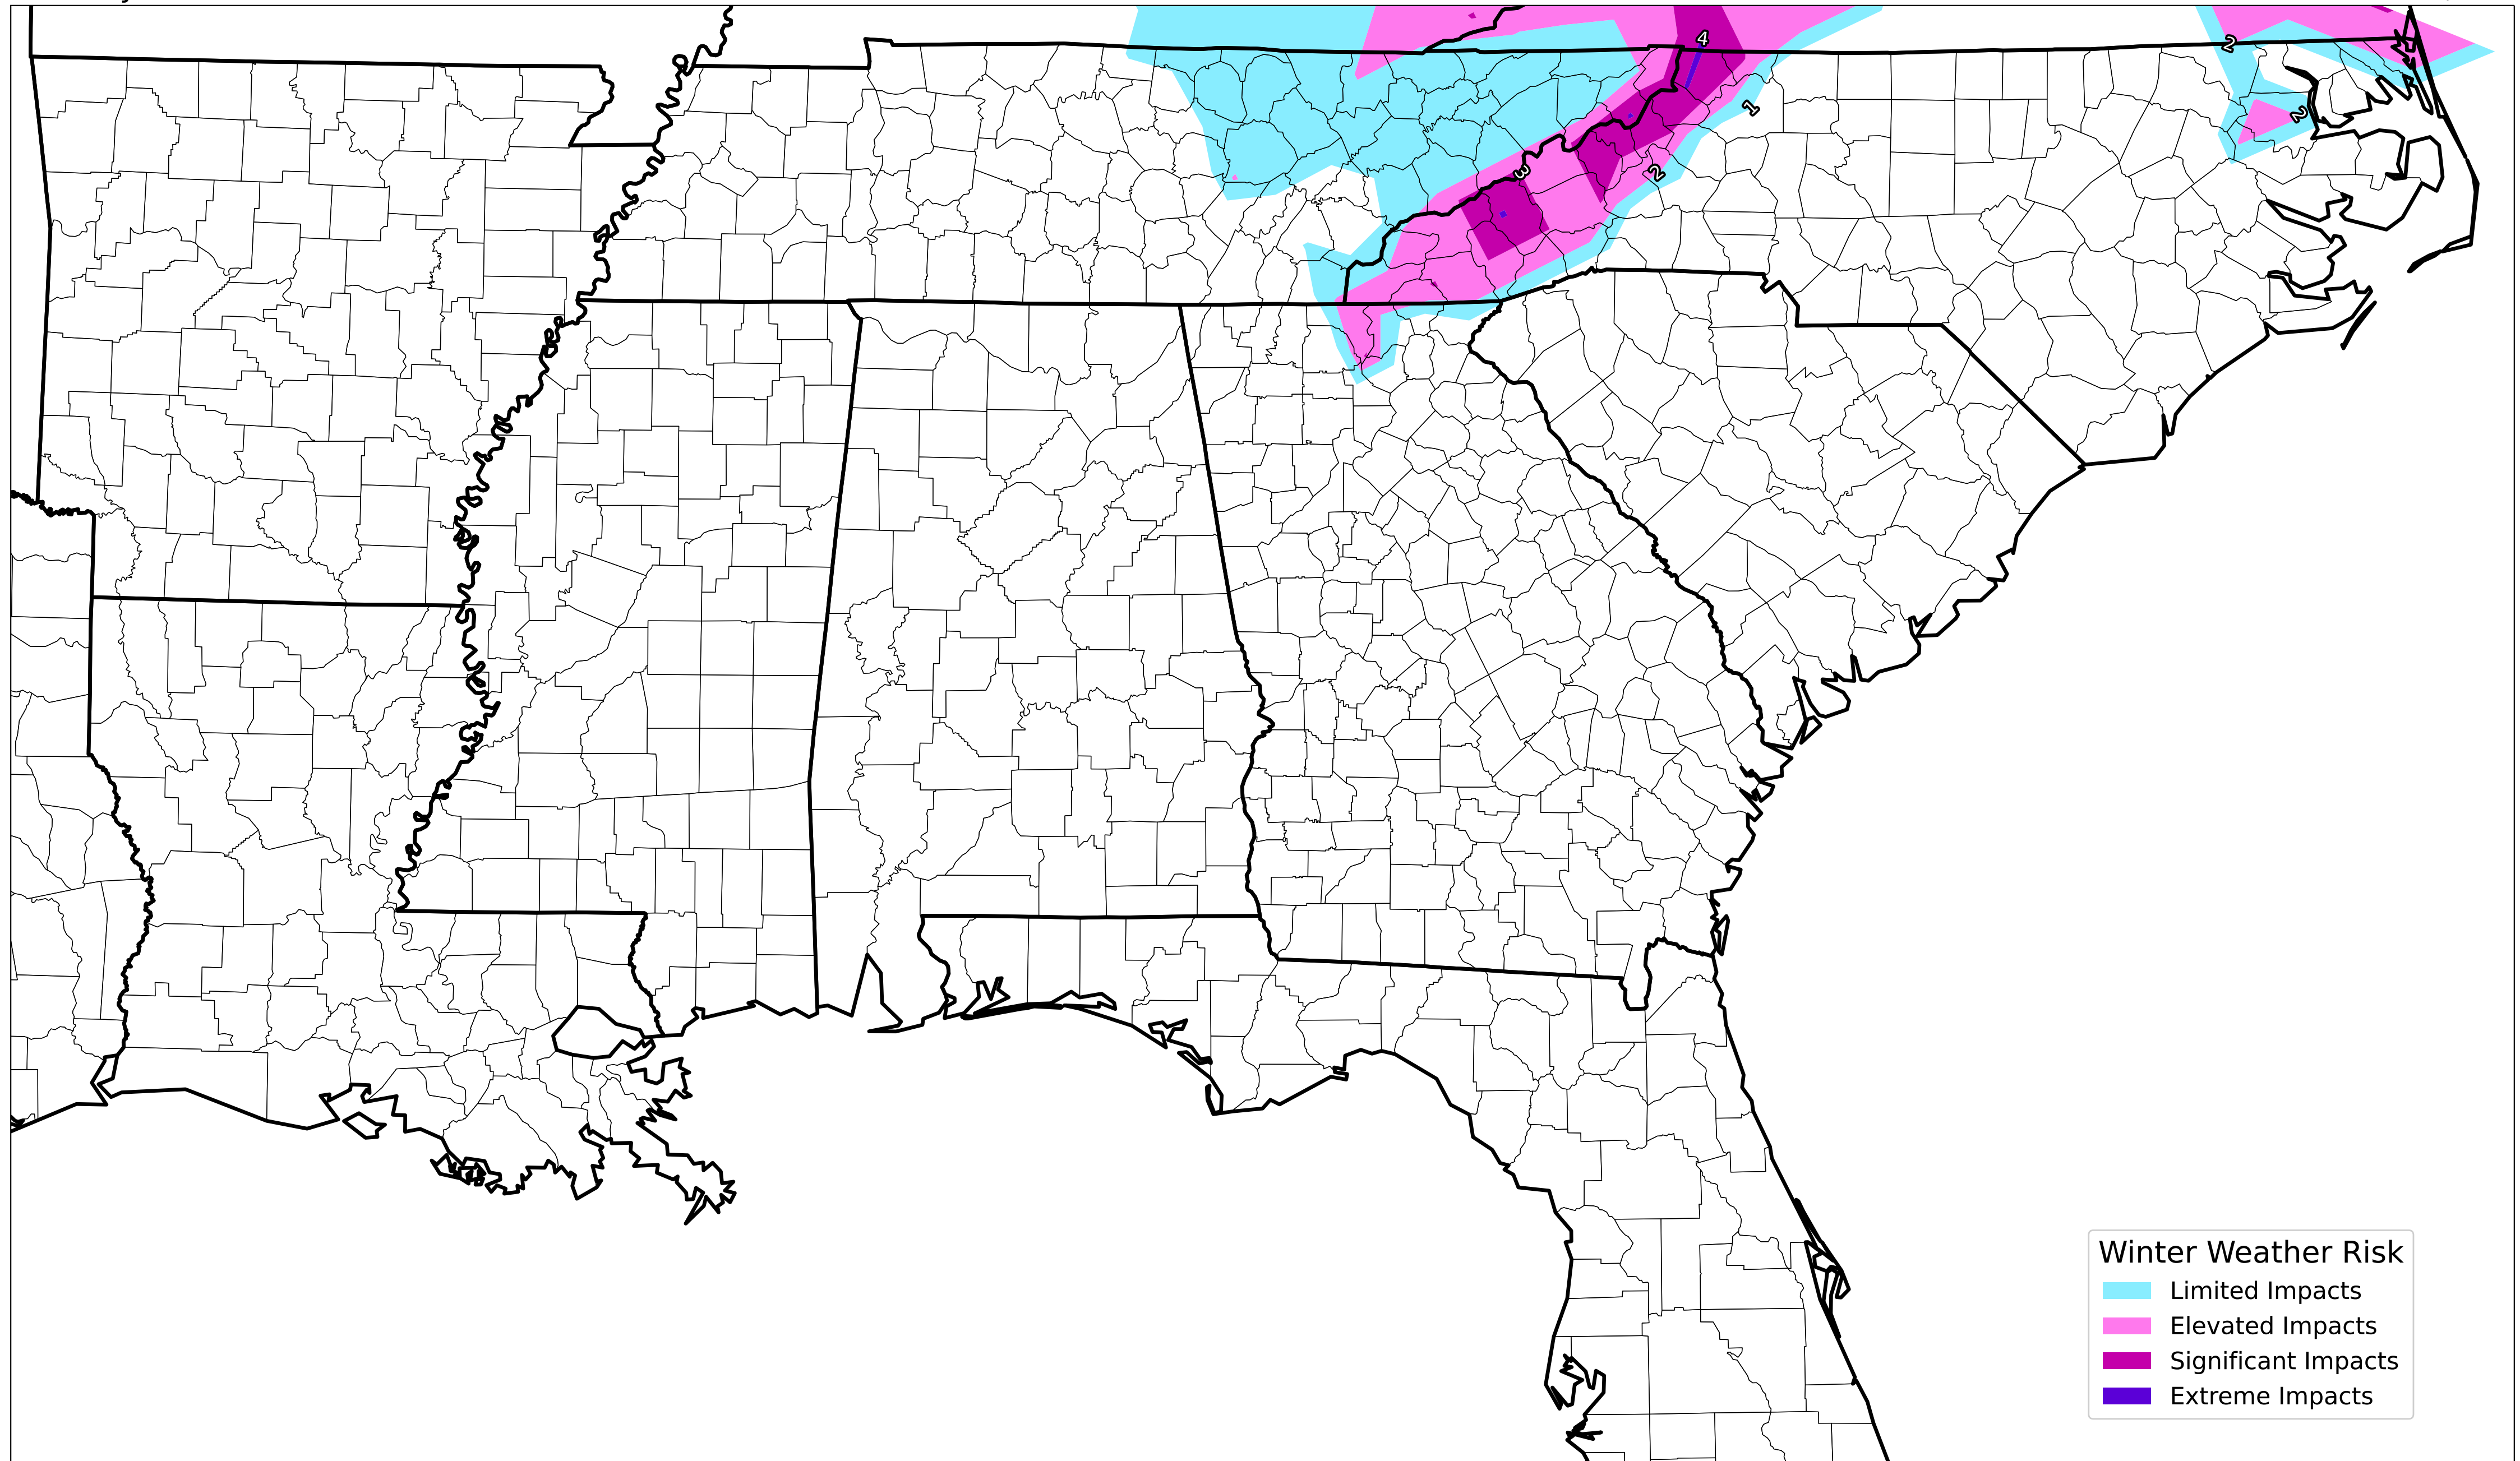 4
2
1
2
3
2
Winter Weather Risk
Limited Impacts
Elevated Impacts
Significant Impacts
Extreme Impacts